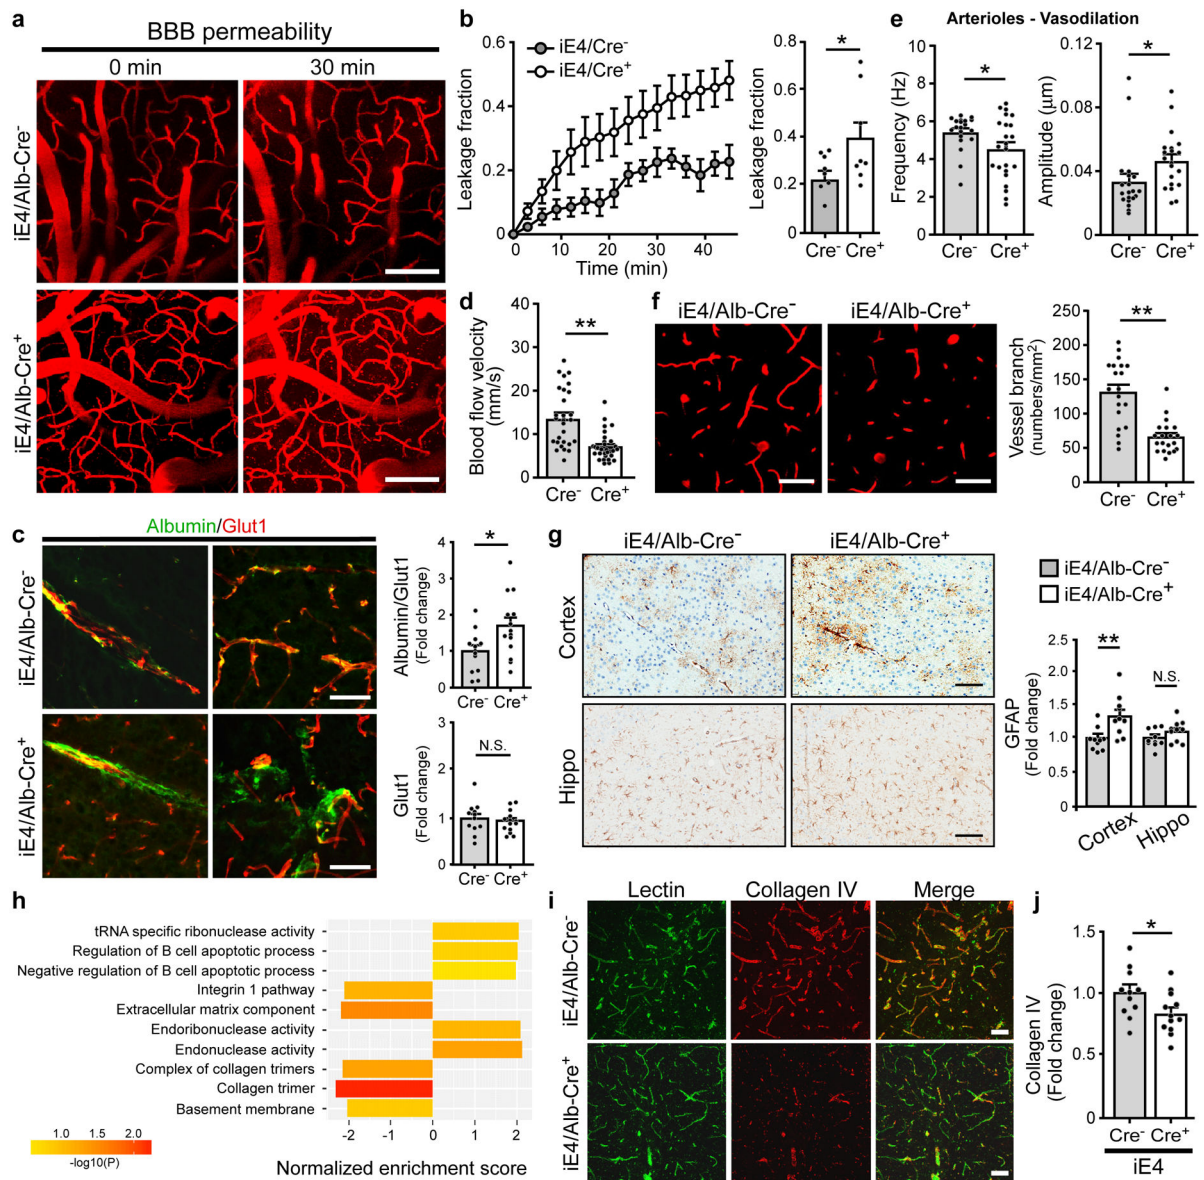 a
BBB permeability
0 min 30 min
iE4/Alb-Cre⁻
iE4/Alb-Cre⁺
b
iE4/Cre⁻
iE4/Cre⁺
Leakage fraction
0.6
0.4
0.2
0
0 10 20 30 40
Time (min)
Leakage fraction
0.8
0.6
0.4
0.2
0
*
Cre⁻ Cre⁺
e Arterioles - Vasodilation
Frequency (Hz)
10
8
6
4
2
0
*
Cre⁻ Cre⁺
Amplitude (µm)
0.12
0.08
0.04
0
*
Cre⁻ Cre⁺
d
Blood flow velocity
(mm/s)
40
30
20
10
0
**
Cre⁻ Cre⁺
f
iE4/Alb-Cre⁻ iE4/Alb-Cre⁺
Vessel branch
(numbers/mm²)
250
200
150
100
50
0
**
Cre⁻ Cre⁺
c
Albumin/Glut1
iE4/Alb-Cre⁻
iE4/Alb-Cre⁺
Albumin/Glut1
(Fold change)
4
3
2
1
0
*
Cre⁻ Cre⁺
Glut1
(Fold change)
3
2
1
0
N.S.
Cre⁻ Cre⁺
g
iE4/Alb-Cre⁻ iE4/Alb-Cre⁺
Cortex
Hippo
iE4/Alb-Cre⁻
iE4/Alb-Cre⁺
GFAP
(Fold change)
2.5
2.0
1.5
1.0
0.5
0
**
N.S.
Cortex Hippo
h
tRNA specific ribonuclease activity
Regulation of B cell apoptotic process
Negative regulation of B cell apoptotic process
Integrin 1 pathway
Extracellular matrix component
Endoribonuclease activity
Endonuclease activity
Complex of collagen trimers
Collagen trimer
Basement membrane
-2 -1 0 1 2
Normalized enrichment score
1.0 1.5 2.0
-log10(P)
i
Lectin Collagen IV Merge
iE4/Alb-Cre⁻
iE4/Alb-Cre⁺
j
Collagen IV
(Fold change)
1.5
1.0
0.5
0
*
Cre⁻ Cre⁺
iE4